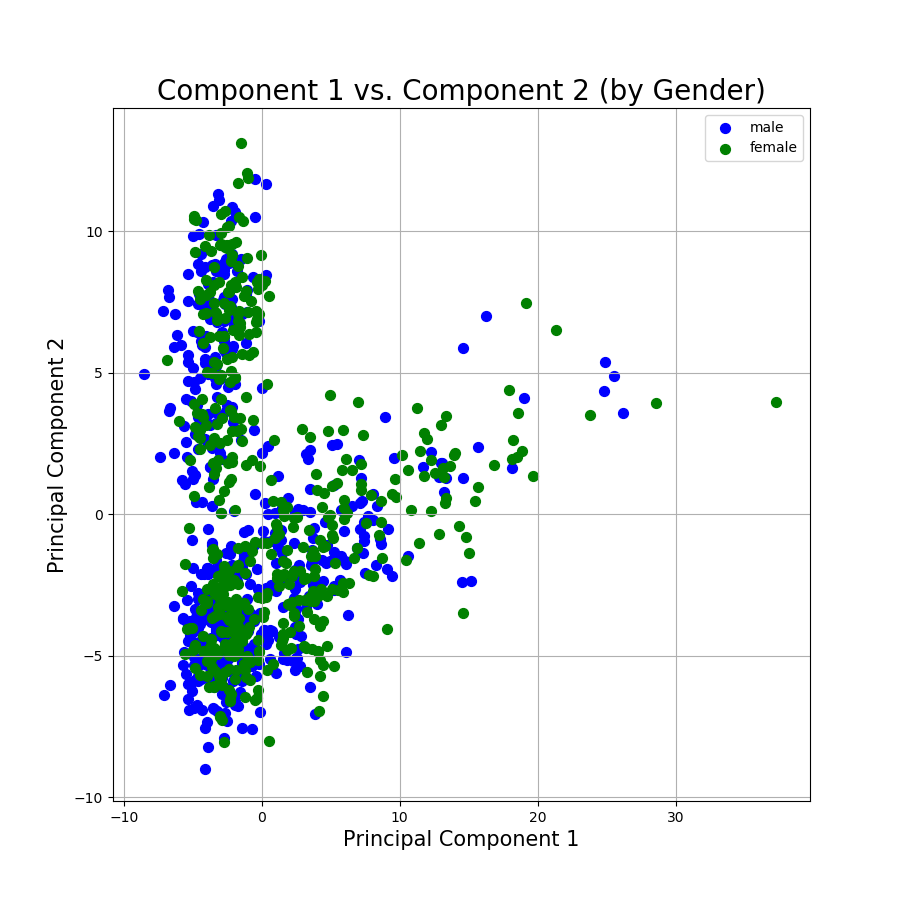 Component 1 vs. Component 2 (by Gender)
male
female
Principal Component 2
10
5
0
−5
−10
−10
0
10
20
30
Principal Component 1